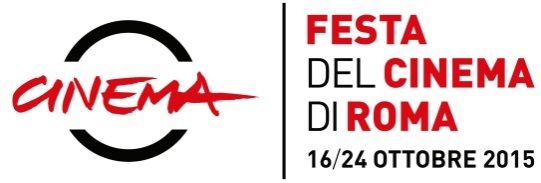 CINEMA
FESTA
DEL CINEMA
DI ROMA
16/24 OTTOBRE 2015